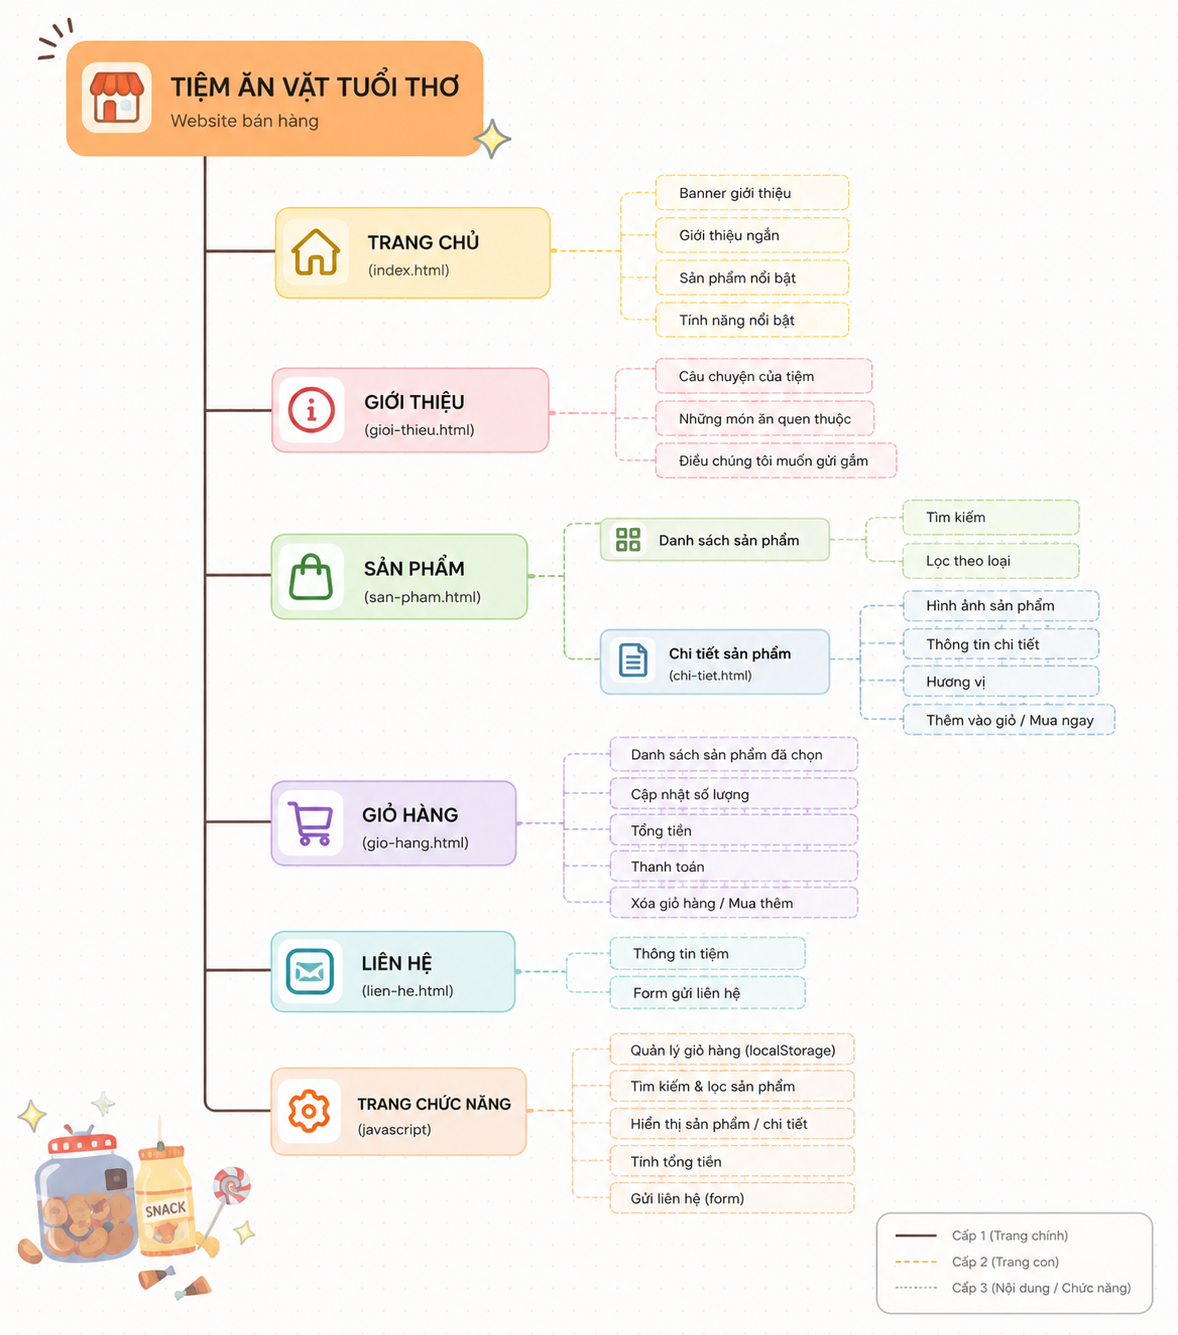 TIỆM ĂN VẶT TUỔI THƠ
Website bán hàng
TRANG CHỦ
(index.html)
Banner giới thiệu
Giới thiệu ngắn
Sản phẩm nổi bật
Tính năng nổi bật
GIỚI THIỆU
(gioi-thieu.html)
Câu chuyện của tiệm
Những món ăn quen thuộc
Điều chúng tôi muốn gửi gắm
SẢN PHẨM
(san-pham.html)
Danh sách sản phẩm
Tìm kiếm
Lọc theo loại
Chi tiết sản phẩm
(chi-tiet.html)
Hình ảnh sản phẩm
Thông tin chi tiết
Hương vị
Thêm vào giỏ / Mua ngay
GIỎ HÀNG
(gio-hang.html)
Danh sách sản phẩm đã chọn
Cập nhật số lượng
Tổng tiền
Thanh toán
Xóa giỏ hàng / Mua thêm
LIÊN HỆ
(lien-he.html)
Thông tin tiệm
Form gửi liên hệ
TRANG CHỨC NĂNG
(javascript)
Quản lý giỏ hàng (localStorage)
Tìm kiếm & lọc sản phẩm
Hiển thị sản phẩm / chi tiết
Tính tổng tiền
Gửi liên hệ (form)
SNACK
Cấp 1 (Trang chính)
Cấp 2 (Trang con)
Cấp 3 (Nội dung / Chức năng)